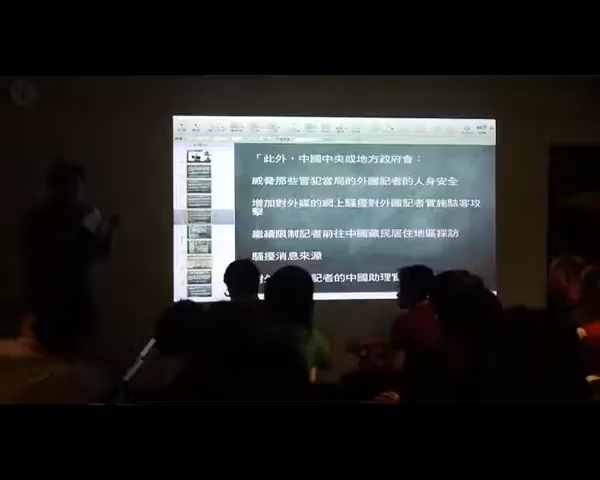 「此外，中國中央或地方政府會：
威脅那些冒犯當局的外國記者的人身安全
增加對外媒的網上騷優對外國記者實施駭客攻
擊
繼續限制記者前往中國藏民居住地區採訪
騷擾消息來源
記者的中國助理